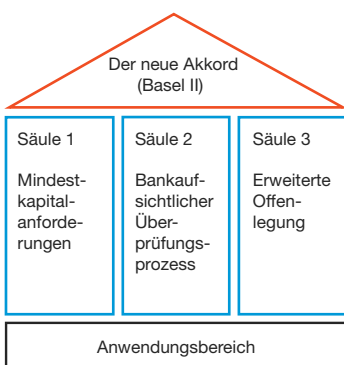 Der neue Akkord
(Basel II)
Säule 1
Mindest-
kapital-
anforde-
rungen
Säule 2
Bankauf-
sichtlicher
Über-
prüfungs-
prozess
Säule 3
Erweiterte
Offen-
legung
Anwendungsbereich